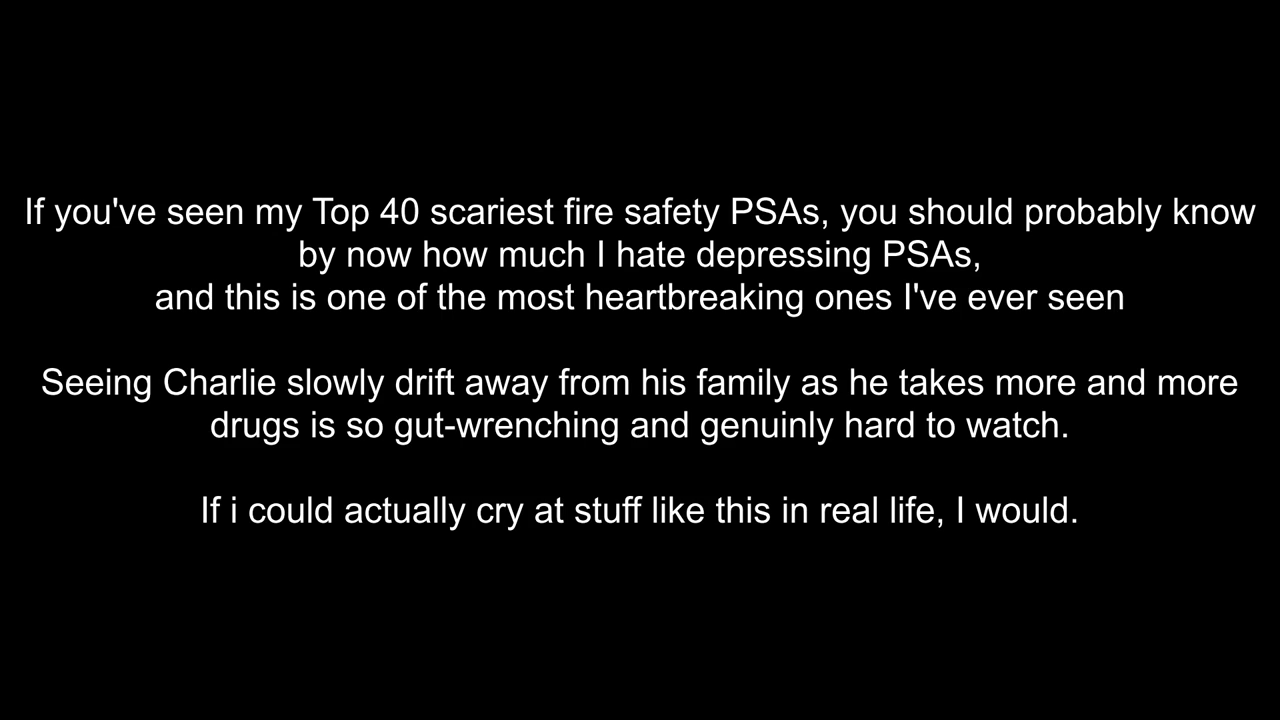 If you've seen my Top 40 scariest fire safety PSAs, you should probably know
by now how much I hate depressing PSAs,
and this is one of the most heartbreaking ones I've ever seen
Seeing Charlie slowly drift away from his family as he takes more and more
drugs is so gut-wrenching and genuinly hard to watch.
If i could actually cry at stuff like this in real life, I would.